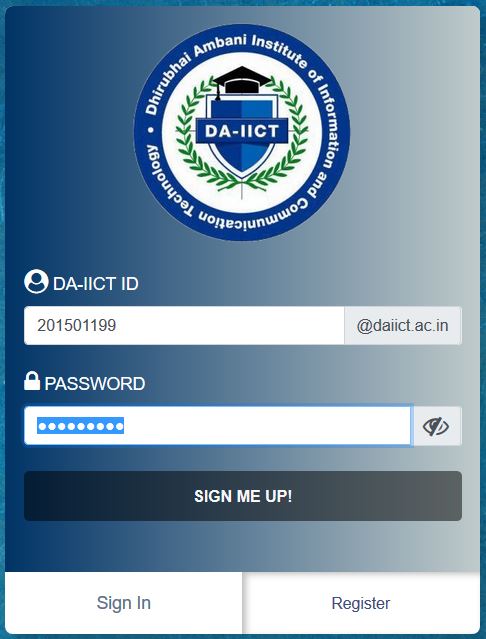 Dhirubhai Ambani Institute of Information and Communication Technology •
DA-IICT
DA-IICT ID
201501199 @daiict.ac.in
PASSWORD
●●●●●●●●●
SIGN ME UP!
Sign In Register